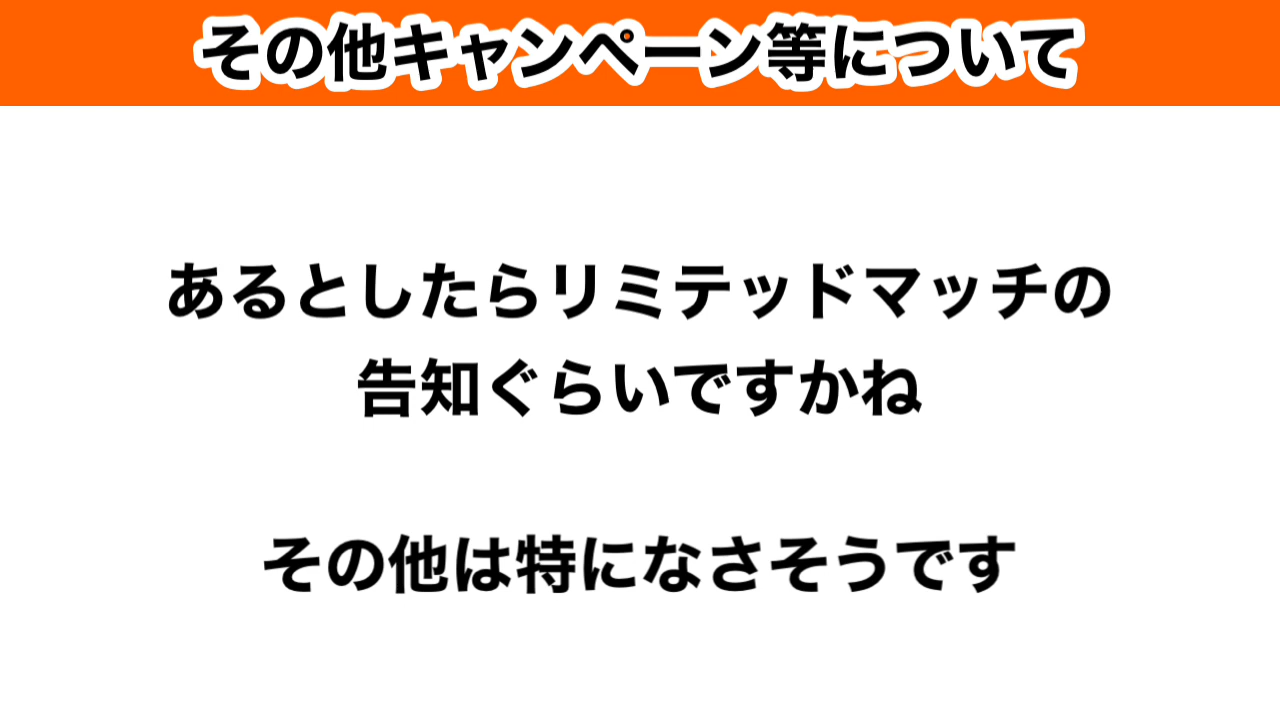 その他キャンペーン等について
あるとしたらリミテッドマッチの
告知ぐらいですかね
その他は特になさそうです